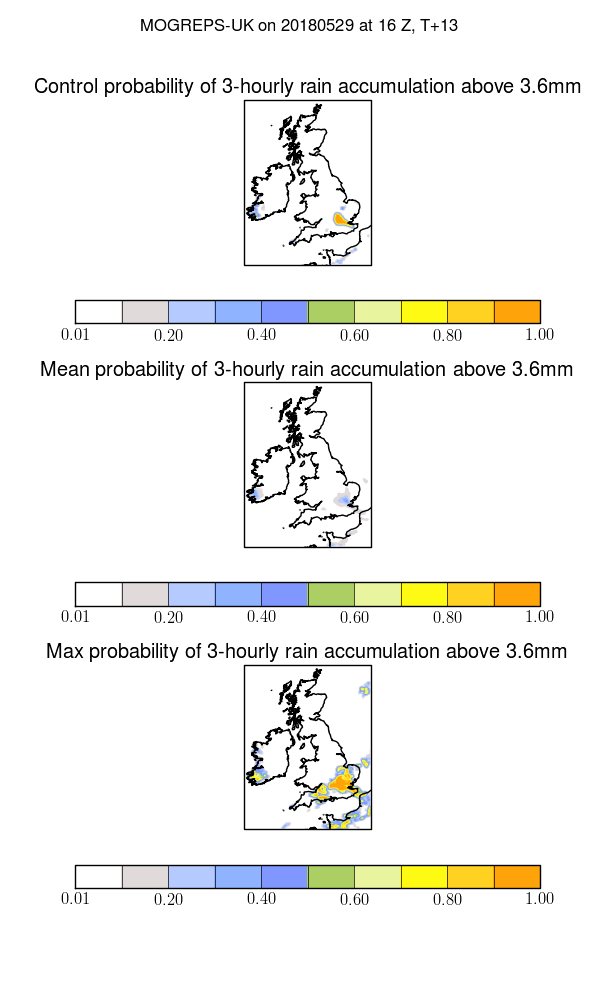 MOGREPS-UK on 20180529 at 16 Z, T+13
Control probability of 3-hourly rain accumulation above 3.6mm
0.01 0.20 0.40 0.60 0.80 1.00
Mean probability of 3-hourly rain accumulation above 3.6mm
0.01 0.20 0.40 0.60 0.80 1.00
Max probability of 3-hourly rain accumulation above 3.6mm
0.01 0.20 0.40 0.60 0.80 1.00